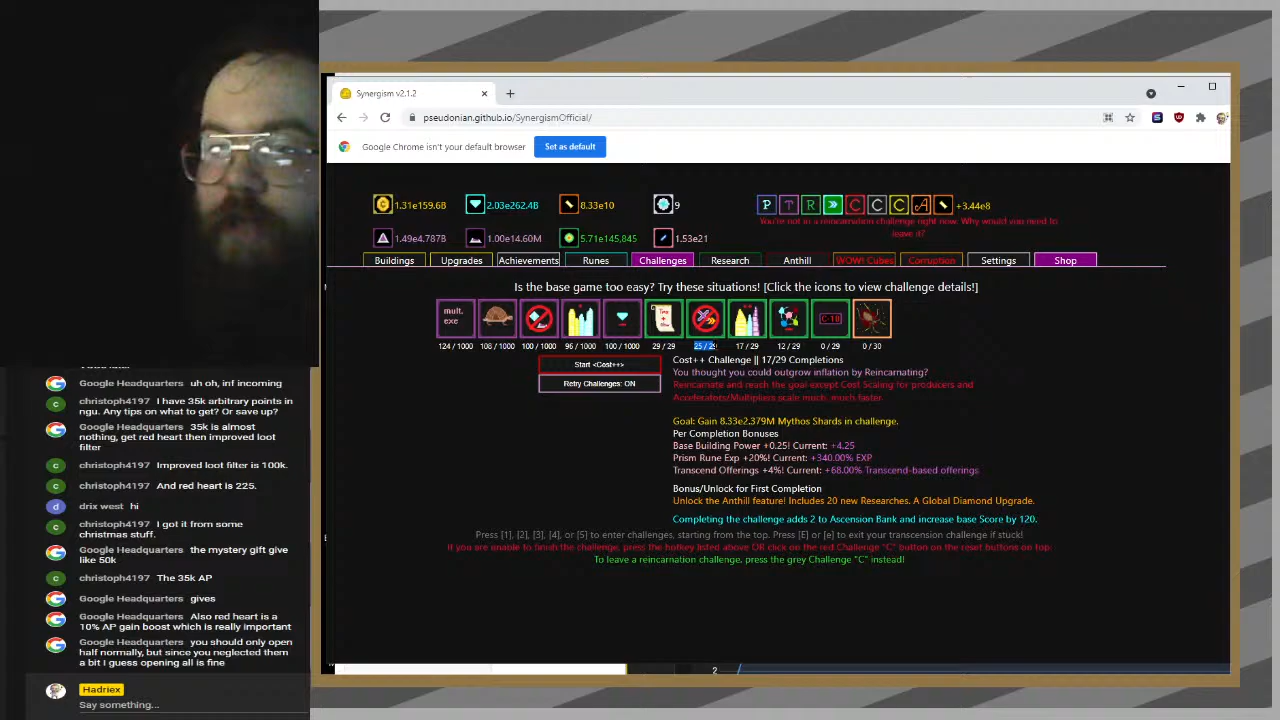 Synergism v2.1.2
pseudonian.github.io/SynergismOfficial/
Google Chrome isn't your default browser
Set as default
1.31e159.6B
2.03e262.4B
8.33e10
9
P T R C C C A +3.44e8
You're not in a reincarnation challenge right now. Why would you need to
leave it?
1.49e4.787B
1.00e14.60M
5.71e145,845
1.53e21
Buildings
Upgrades
Achievements
Runes
Challenges
Research
Anthill
WOW! Cubes
Corruption
Settings
Shop
Is the base game too easy? Try these situations! [Click the icons to view challenge details!]
mult.
exe
C-10
124 / 1000
108 / 1000
100 / 1000
96 / 1000
100 / 1000
29 / 29
25 / 29
17 / 29
12 / 29
0 / 29
0 / 30
Start <Cost++>
Retry Challenges: ON
Cost++ Challenge || 17/29 Completions
You thought you could outgrow inflation by Reincarnating?
Reincarnate and reach the goal except Cost Scaling for producers and
Accelerators/Multipliers scale much, much faster.
Goal: Gain 8.33e2.379M Mythos Shards in challenge.
Per Completion Bonuses
Base Building Power +0.25! Current: +4.25
Prism Rune Exp +20%! Current: +340.00% EXP
Transcend Offerings +4%! Current: +68.00% Transcend-based offerings
Bonus/Unlock for First Completion
Unlock the Anthill feature! Includes 20 new Researches. A Global Diamond Upgrade.
Completing the challenge adds 2 to Ascension Bank and increase base Score by 120.
Press [1], [2], [3], [4], or [5] to enter challenges, starting from the top. Press [E] or [e] to exit your transcension challenge if stuck!
If you are unable to finish the challenge, press the hotkey listed above OR click on the red Challenge "C" button on the reset buttons on top.
To leave a reincarnation challenge, press the grey Challenge "C" instead!
2
Google Headquarters uh oh, inf incoming
christoph4197 I have 35k arbitrary points in
ngu. Any tips on what to get? Or save up?
Google Headquarters 35k is almost
nothing, get red heart then improved loot
filter
christoph4197 Improved loot filter is 100k.
christoph4197 And red heart is 225.
drix west hi
christoph4197 I got it from some
christmas stuff.
Google Headquarters the mystery gift give
like 50k
christoph4197 The 35k AP
Google Headquarters gives
Google Headquarters Also red heart is a
10% AP gain boost which is really important
Google Headquarters you should only open
half normally, but since you neglected them
a bit I guess opening all is fine
Hadriex
Say something...